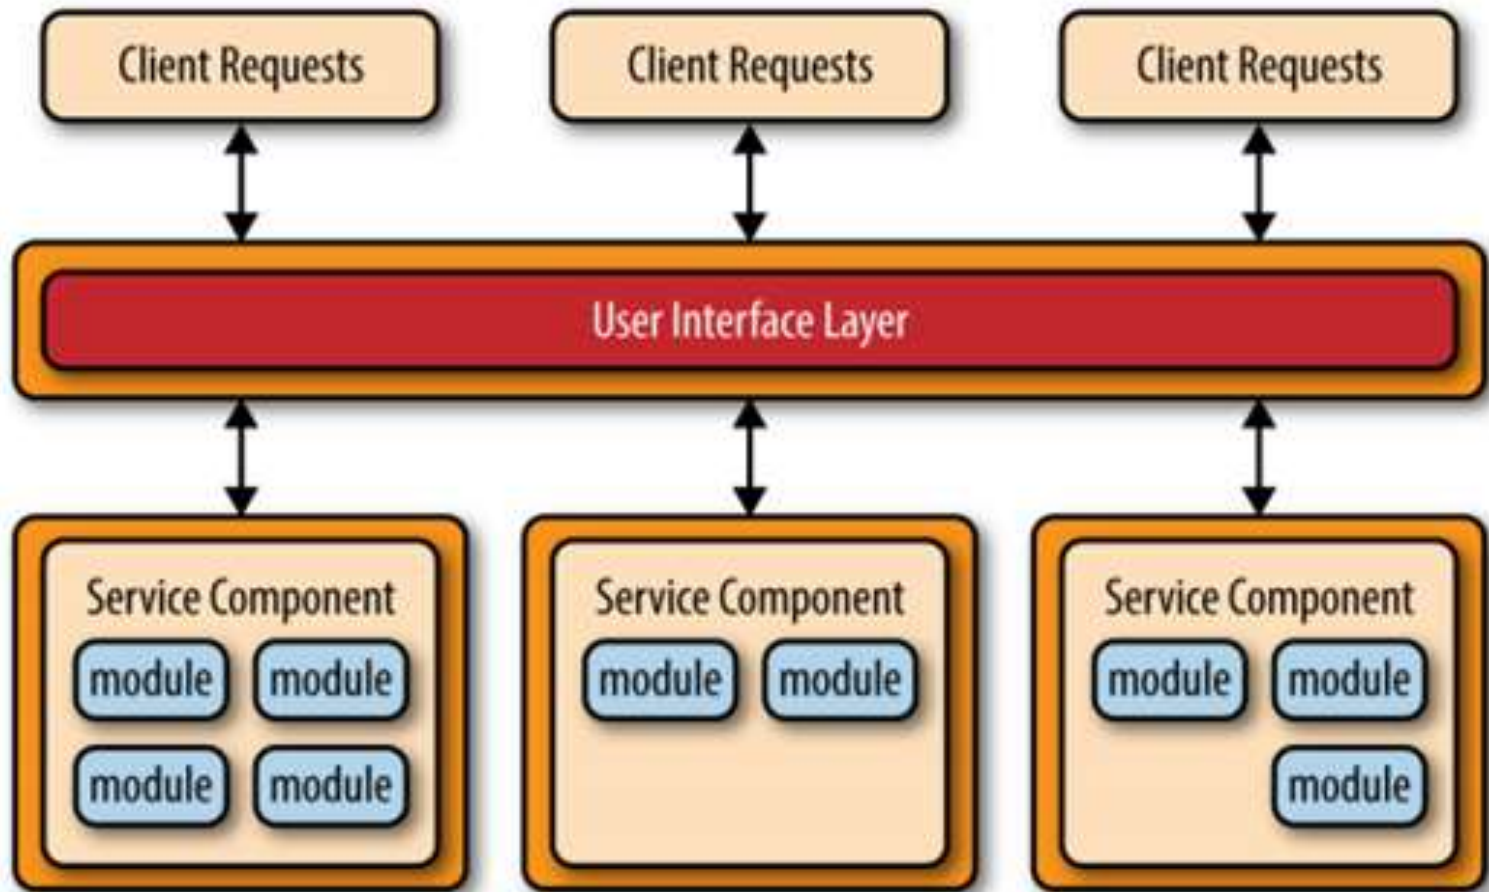 Client Requests
Client Requests
Client Requests
User Interface Layer
Service Component
module
module
module
module
Service Component
module
module
Service Component
module
module
module